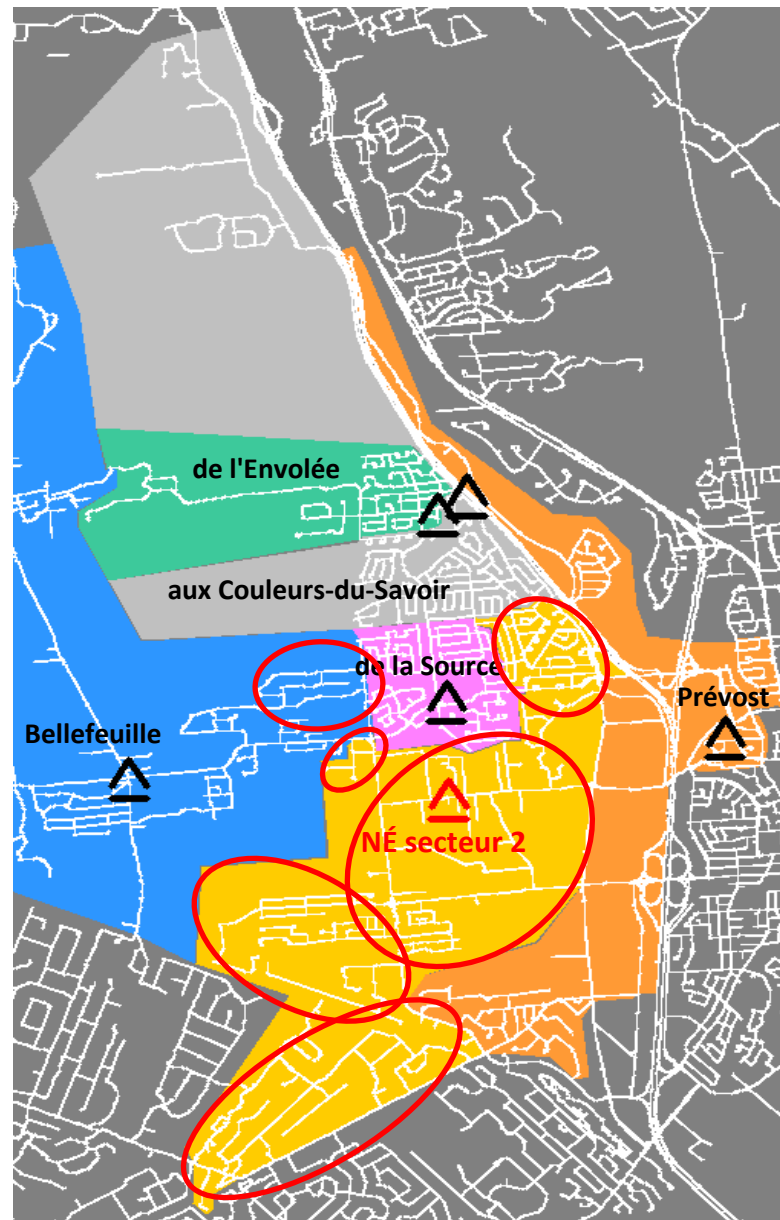 de l'Envolée
aux Couleurs-du-Savoir
de la Source
Prévost
Bellefeuille
NÉ secteur 2